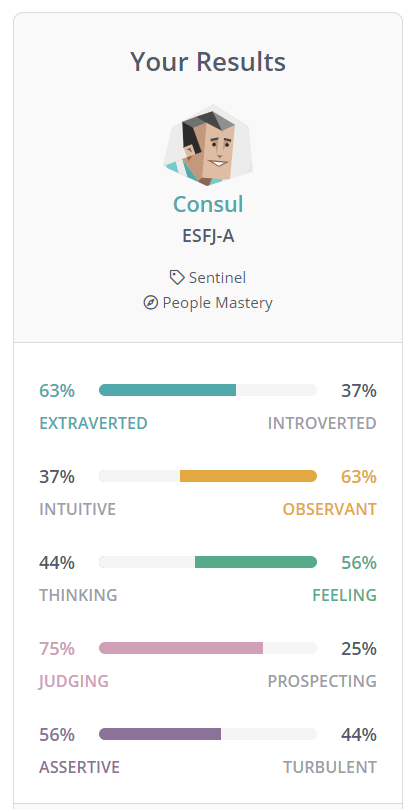 Your Results
Consul
ESFJ-A
Sentinel
People Mastery
63% 37%
EXTRAVERTED INTROVERTED
37% 63%
INTUITIVE OBSERVANT
44% 56%
THINKING FEELING
75% 25%
JUDGING PROSPECTING
56% 44%
ASSERTIVE TURBULENT